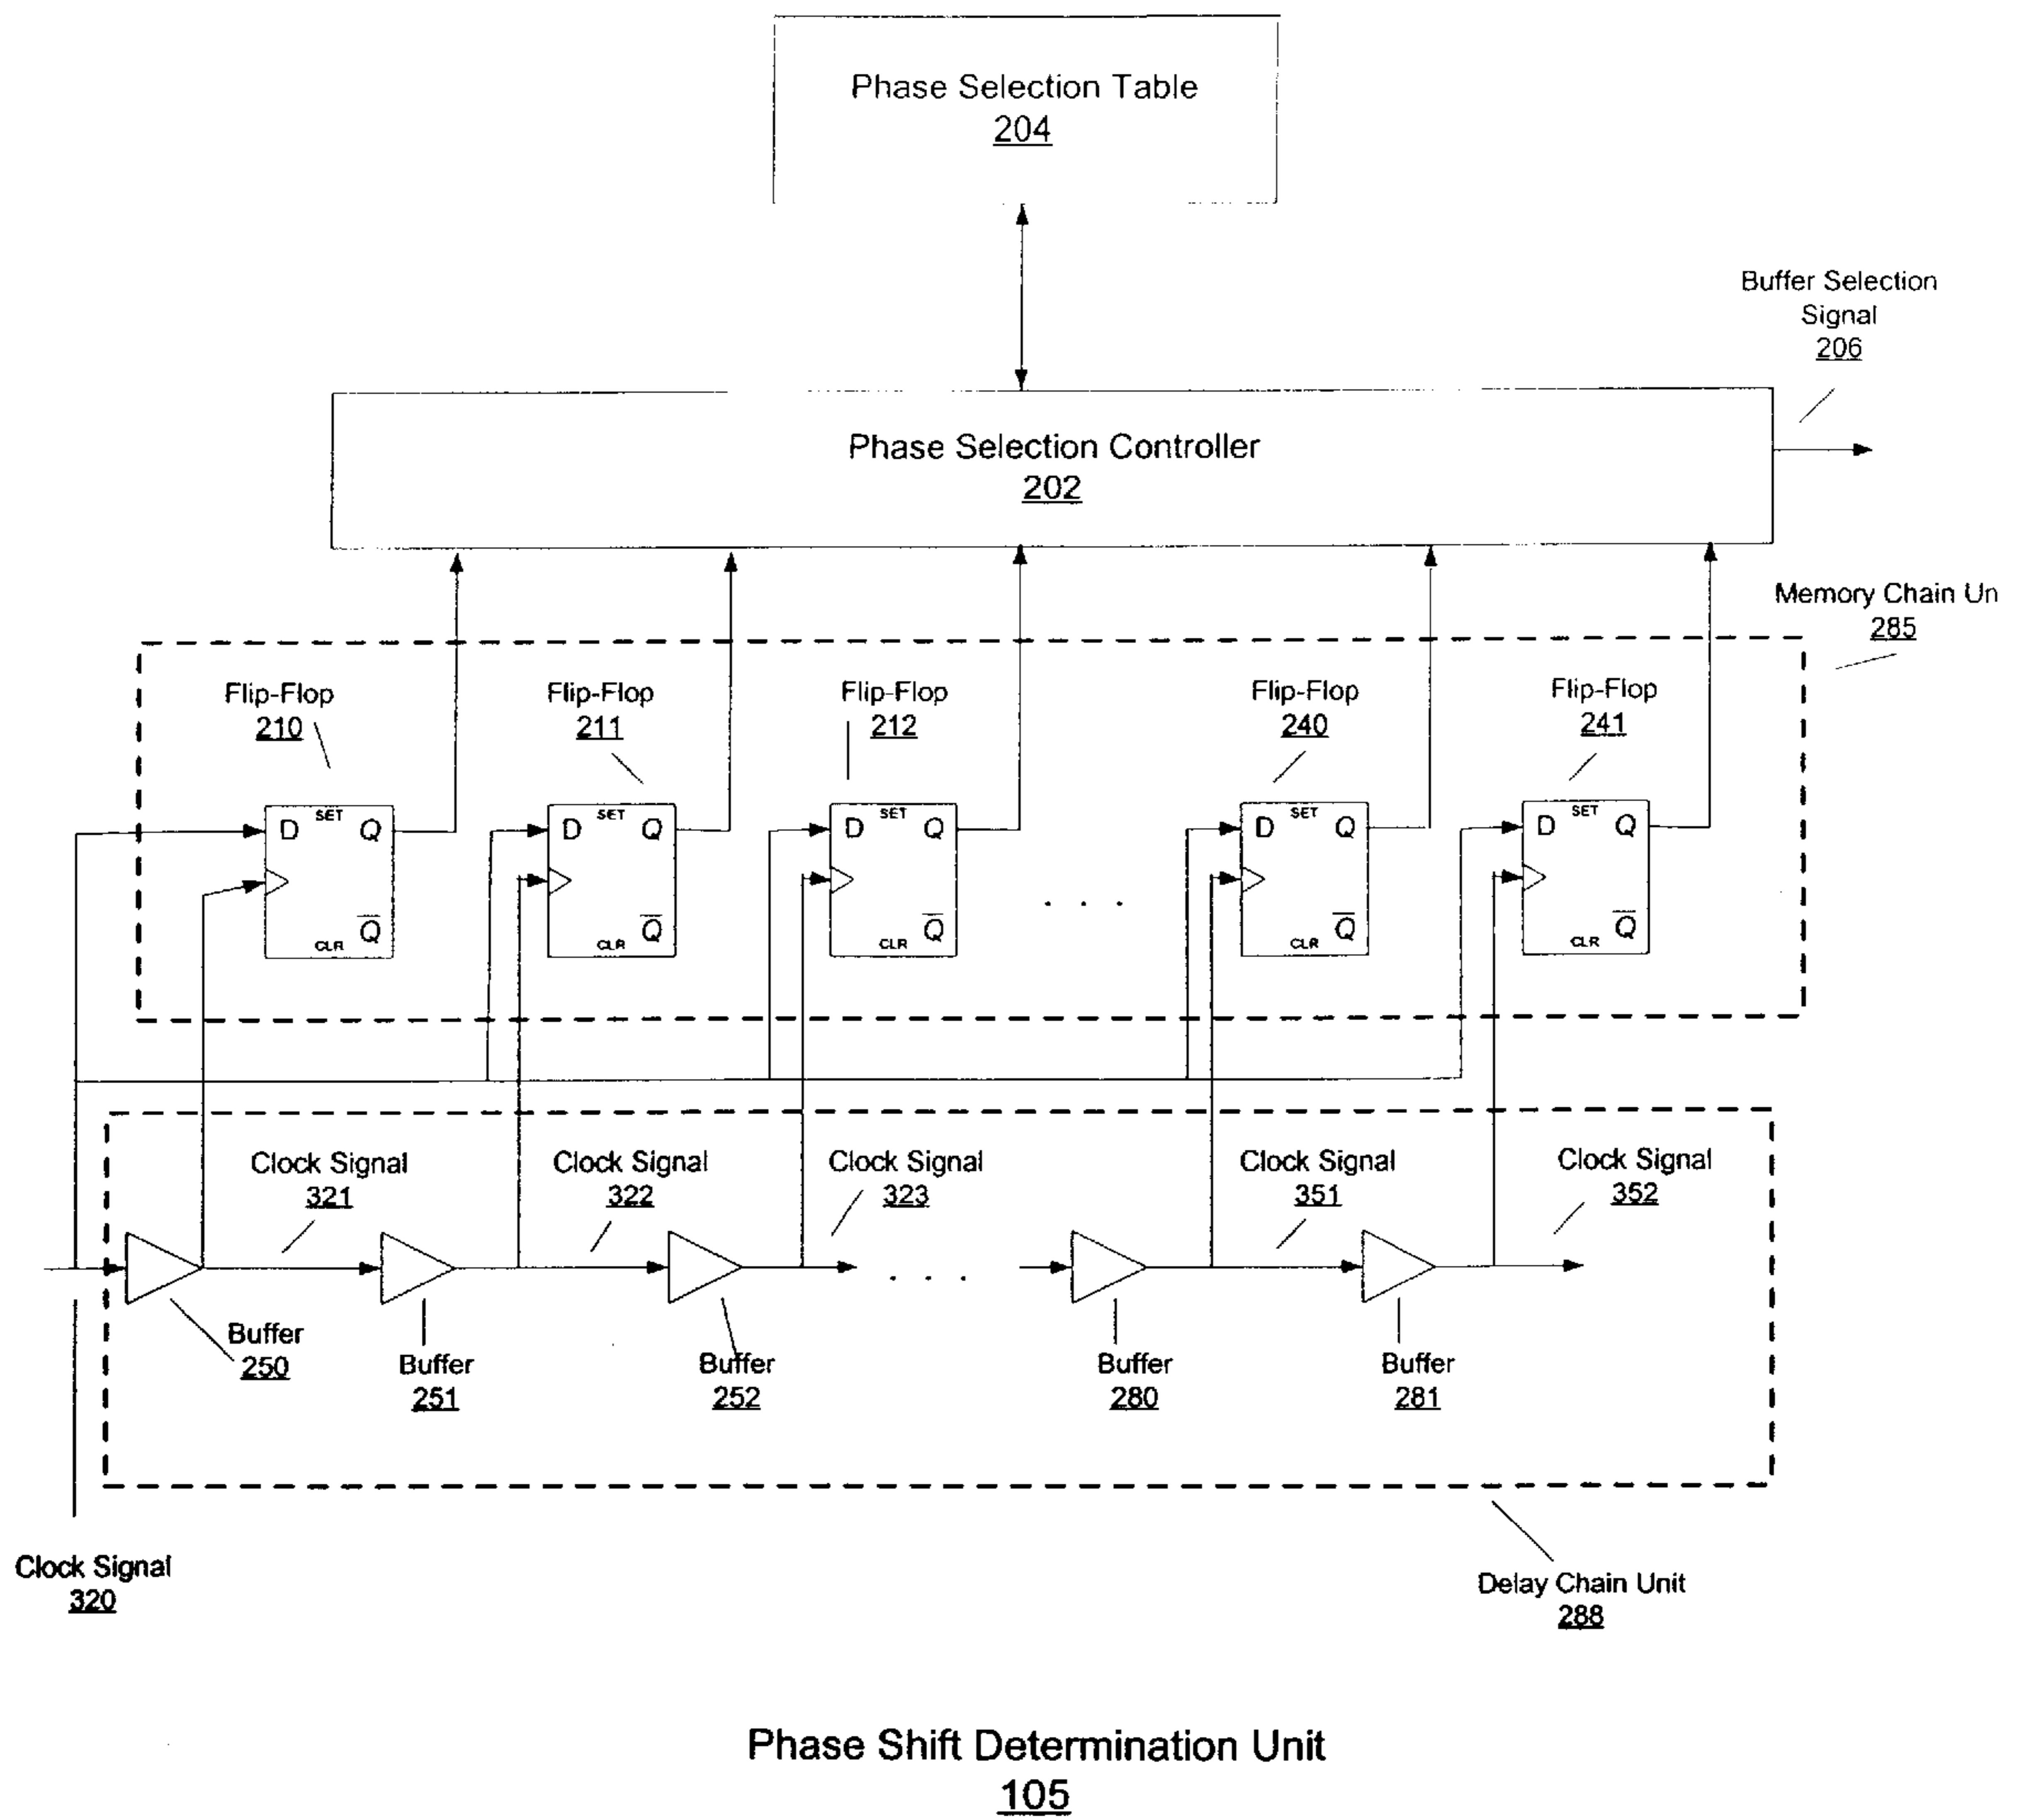 Phase Selection Table
204
Buffer Selection
Signal
206
Phase Selection Controller
202
Memory Chain Un
285
Flip-Flop
210
Flip-Flop
211
Flip-Flop
212
Flip-Flop
240
Flip-Flop
241
SET
D Q
Q
CLR
SET
D Q
Q
CLR
SET
D Q
Q
CLR
. . .
SET
D Q
Q
CLR
SET
D Q
Q
CLR
Clock Signal
321
Clock Signal
322
Clock Signal
323
Clock Signal
351
Clock Signal
352
. . .
Buffer
250
Buffer
251
Buffer
252
Buffer
280
Buffer
281
Clock Signal
320
Delay Chain Unit
288
Phase Shift Determination Unit
105